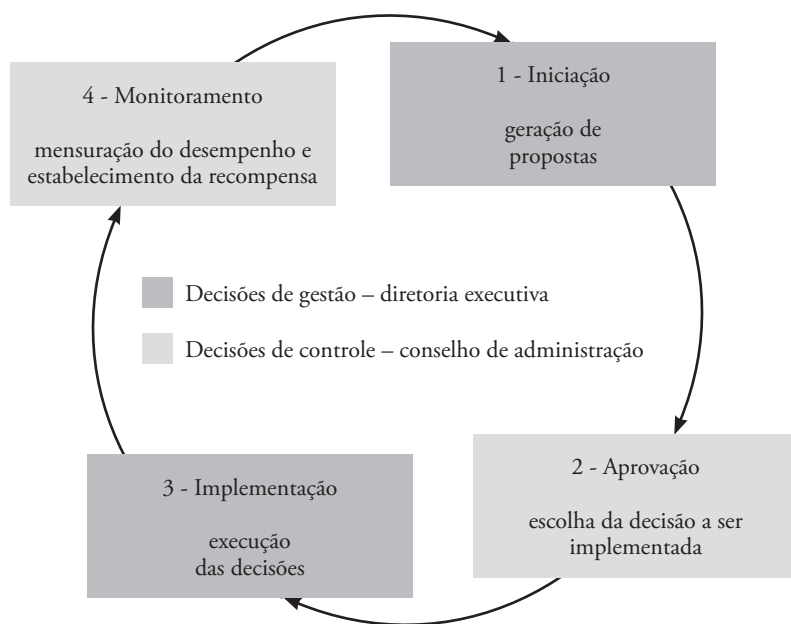 1 - Iniciação
geração de
propostas
4 - Monitoramento
mensuração do desempenho e
estabelecimento da recompensa
Decisões de gestão – diretoria executiva
Decisões de controle – conselho de administração
2 - Aprovação
escolha da decisão a ser
implementada
3 - Implementação
execução
das decisões